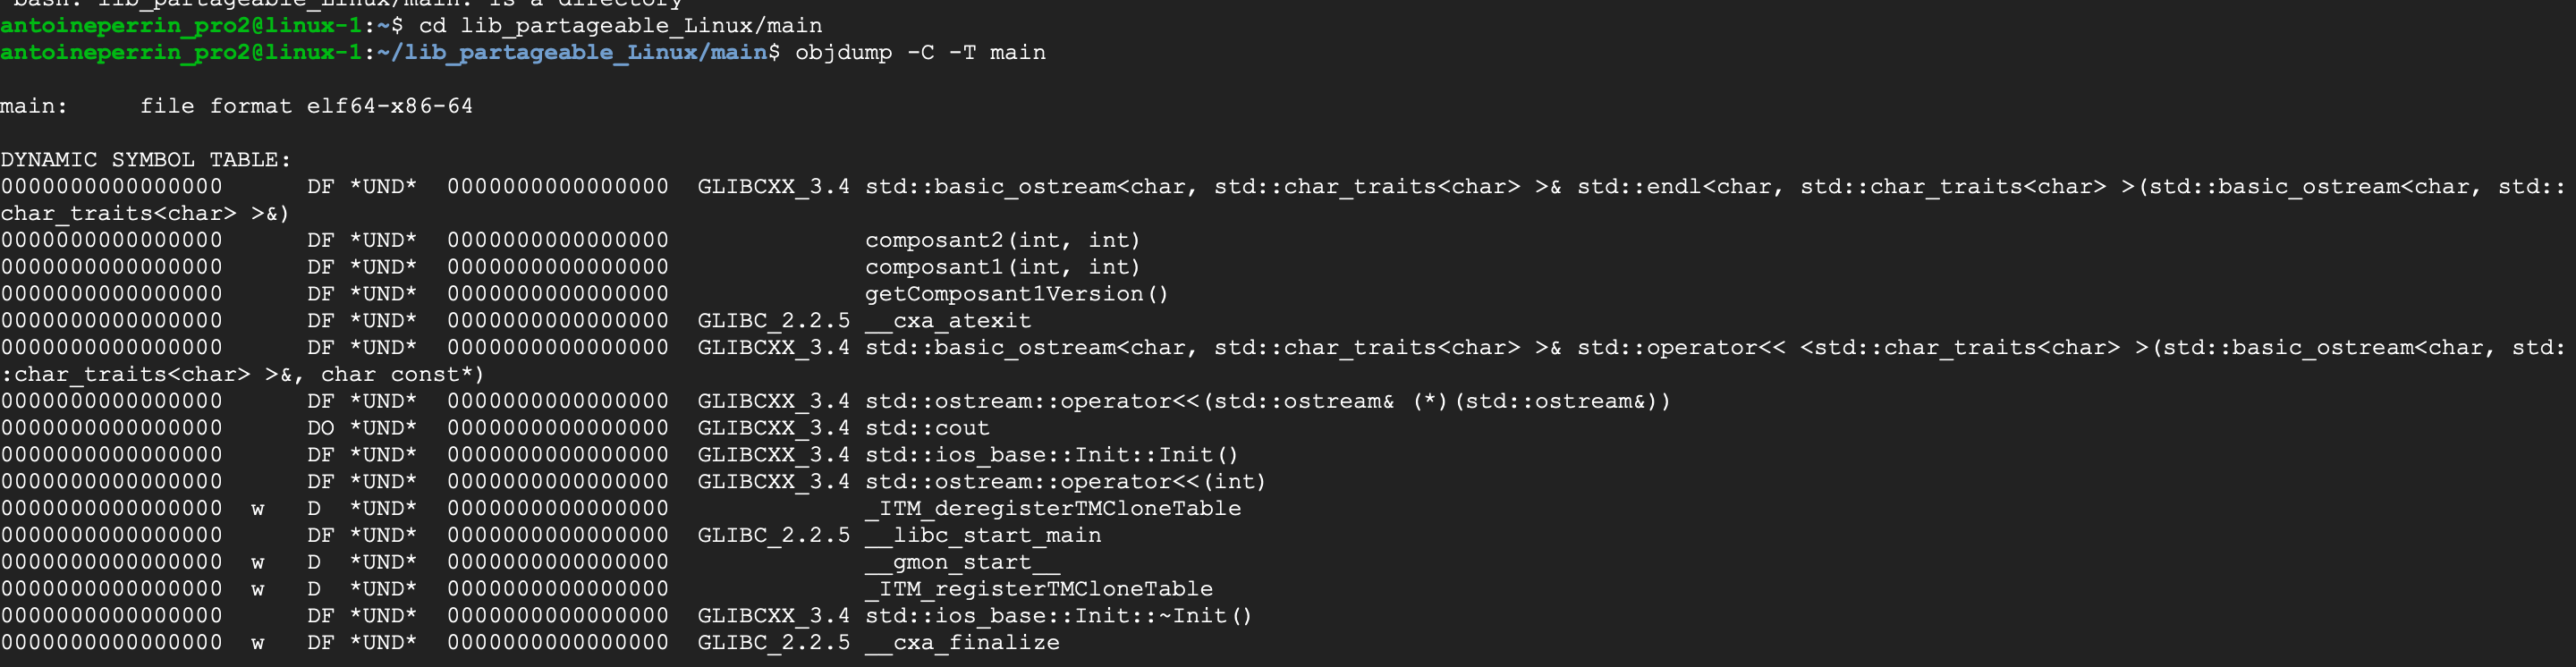 bash: lib_partageable_Linux/main: is a directory
antoineperrin_pro2@linux-1:~$ cd lib_partageable_Linux/main
antoineperrin_pro2@linux-1:~/lib_partageable_Linux/main$ objdump -C -T main
main:     file format elf64-x86-64
DYNAMIC SYMBOL TABLE:
0000000000000000      DF *UND*  0000000000000000  GLIBCXX_3.4 std::basic_ostream<char, std::char_traits<char> >& std::endl<char, std::char_traits<char> >(std::basic_ostream<char, std::
char_traits<char> >&)
0000000000000000      DF *UND*  0000000000000000              composant2(int, int)
0000000000000000      DF *UND*  0000000000000000              composant1(int, int)
0000000000000000      DF *UND*  0000000000000000              getComposant1Version()
0000000000000000      DF *UND*  0000000000000000  GLIBC_2.2.5 __cxa_atexit
0000000000000000      DF *UND*  0000000000000000  GLIBCXX_3.4 std::basic_ostream<char, std::char_traits<char> >& std::operator<< <std::char_traits<char> >(std::basic_ostream<char, std:
:char_traits<char> >&, char const*)
0000000000000000      DF *UND*  0000000000000000  GLIBCXX_3.4 std::ostream::operator<<(std::ostream& (*)(std::ostream&))
0000000000000000      DO *UND*  0000000000000000  GLIBCXX_3.4 std::cout
0000000000000000      DF *UND*  0000000000000000  GLIBCXX_3.4 std::ios_base::Init::Init()
0000000000000000      DF *UND*  0000000000000000  GLIBCXX_3.4 std::ostream::operator<<(int)
0000000000000000  w   D  *UND*  0000000000000000              _ITM_deregisterTMCloneTable
0000000000000000      DF *UND*  0000000000000000  GLIBC_2.2.5 __libc_start_main
0000000000000000  w   D  *UND*  0000000000000000              __gmon_start__
0000000000000000  w   D  *UND*  0000000000000000              _ITM_registerTMCloneTable
0000000000000000      DF *UND*  0000000000000000  GLIBCXX_3.4 std::ios_base::Init::~Init()
0000000000000000  w   DF *UND*  0000000000000000  GLIBC_2.2.5 __cxa_finalize